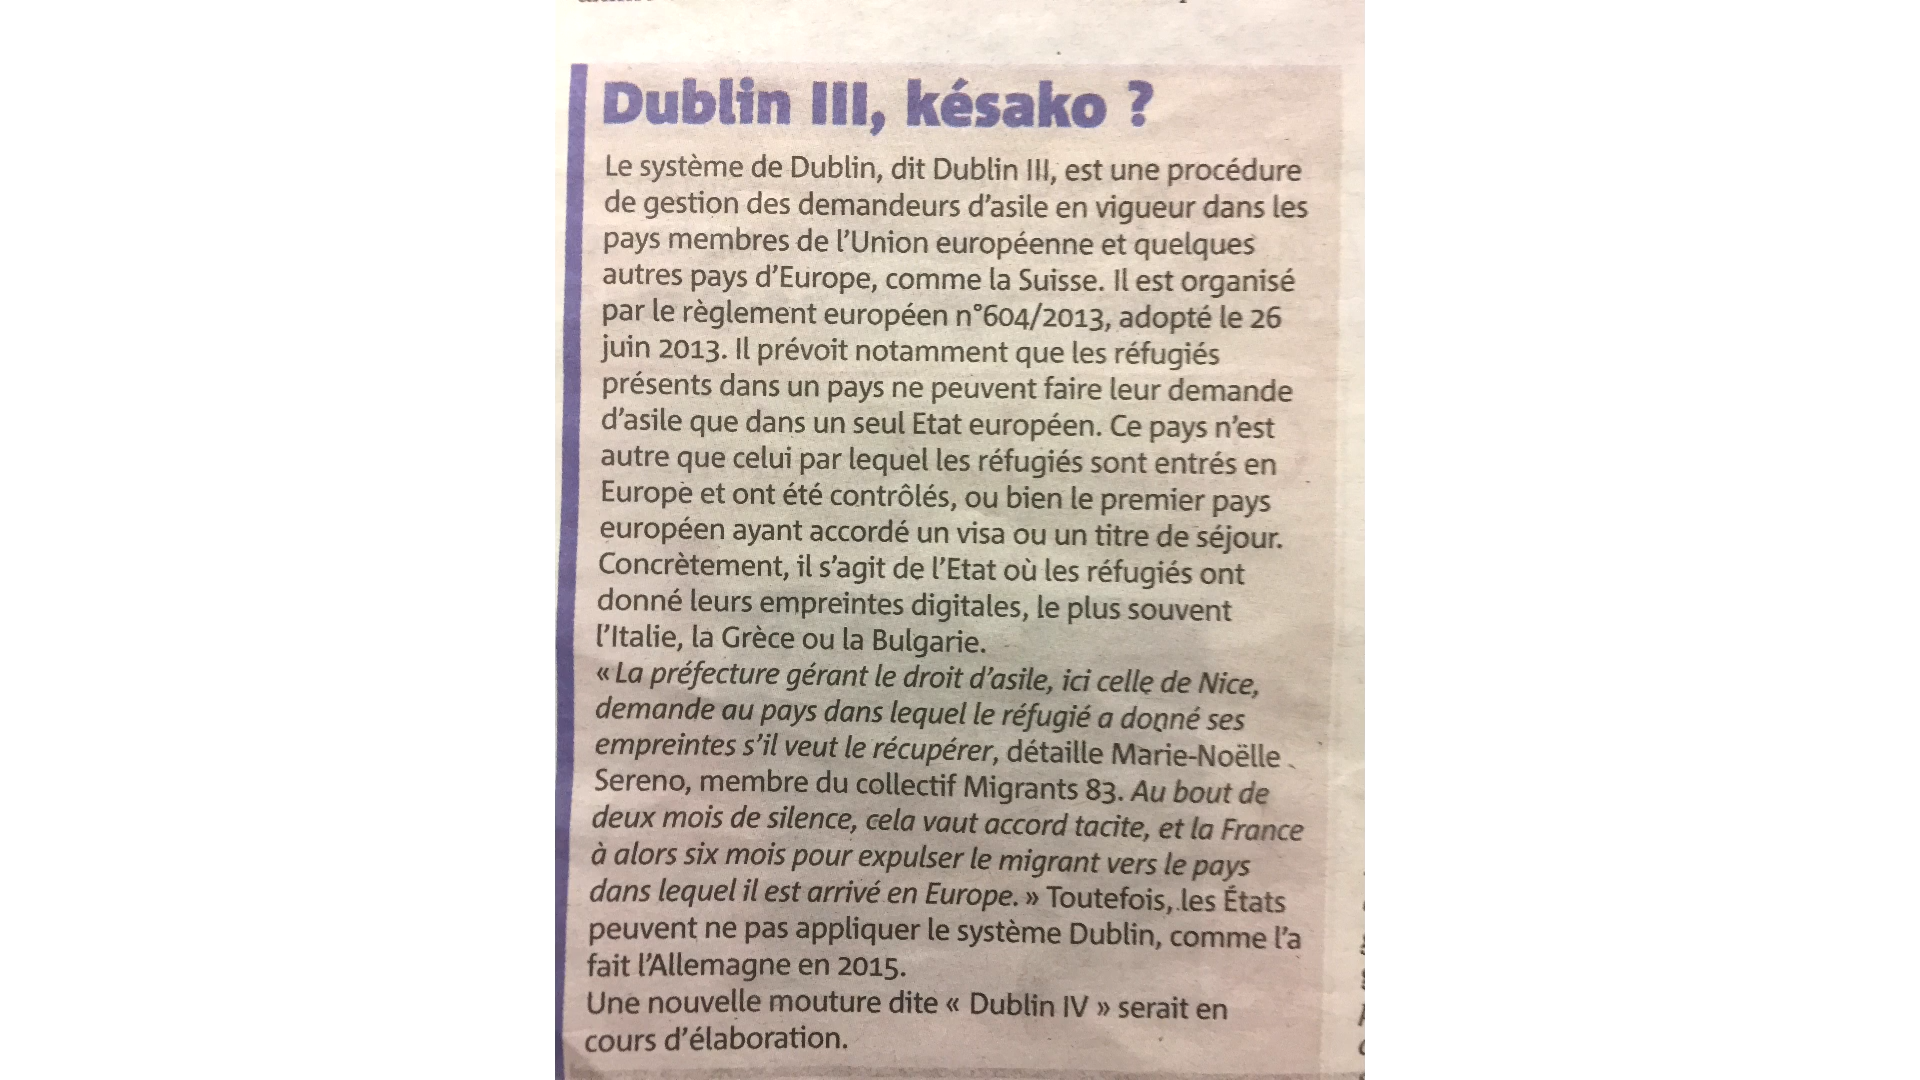 Dublin III, késako ?
Le système de Dublin, dit Dublin III, est une procédure
de gestion des demandeurs d'asile en vigueur dans les
pays membres de l'Union européenne et quelques
autres pays d'Europe, comme la Suisse. Il est organisé
par le règlement européen n°604/2013, adopté le 26
juin 2013. Il prévoit notamment que les réfugiés
présents dans un pays ne peuvent faire leur demande
d'asile que dans un seul Etat européen. Ce pays n'est
autre que celui par lequel les réfugiés sont entrés en
Europe et ont été contrôlés, ou bien le premier pays
européen ayant accordé un visa ou un titre de séjour.
Concrètement, il s'agit de l'Etat où les réfugiés ont
donné leurs empreintes digitales, le plus souvent
l'Italie, la Grèce ou la Bulgarie.
« La préfecture gérant le droit d'asile, ici celle de Nice,
demande au pays dans lequel le réfugié a donné ses
empreintes s'il veut le récupérer, détaille Marie-Noëlle
Sereno, membre du collectif Migrants 83. Au bout de
deux mois de silence, cela vaut accord tacite, et la France
à alors six mois pour expulser le migrant vers le pays
dans lequel il est arrivé en Europe. » Toutefois, les États
peuvent ne pas appliquer le système Dublin, comme l'a
fait l'Allemagne en 2015.
Une nouvelle mouture dite « Dublin IV » serait en
cours d'élaboration.